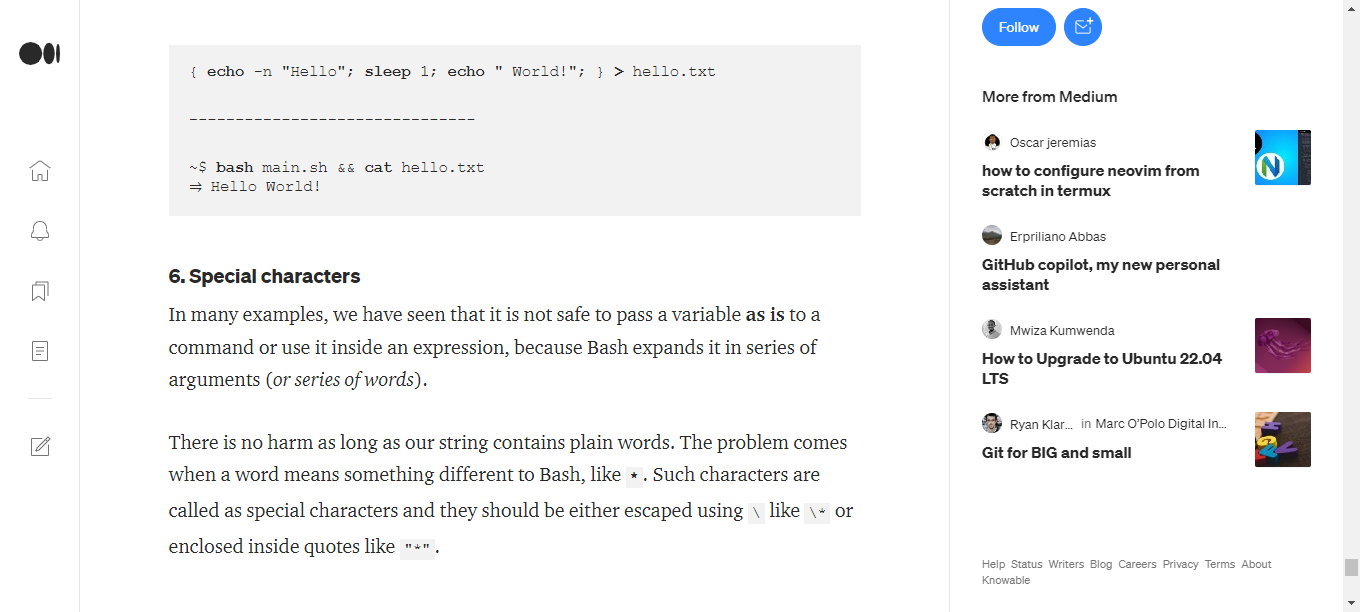 { echo -n "Hello"; sleep 1; echo " World!"; } > hello.txt
-------------------------------
~$ bash main.sh && cat hello.txt
⇒ Hello World!
6. Special characters
In many examples, we have seen that it is not safe to pass a variable as is to a
command or use it inside an expression, because Bash expands it in series of
arguments (or series of words).
There is no harm as long as our string contains plain words. The problem comes
when a word means something different to Bash, like *. Such characters are
called as special characters and they should be either escaped using \ like \* or
enclosed inside quotes like "*".
Follow
More from Medium
Oscar jeremias
how to configure neovim from
scratch in termux
Erpriliano Abbas
GitHub copilot, my new personal
assistant
Mwiza Kumwenda
How to Upgrade to Ubuntu 22.04
LTS
Ryan Klar... in Marc O'Polo Digital In...
Git for BIG and small
Help Status Writers Blog Careers Privacy Terms About
Knowable